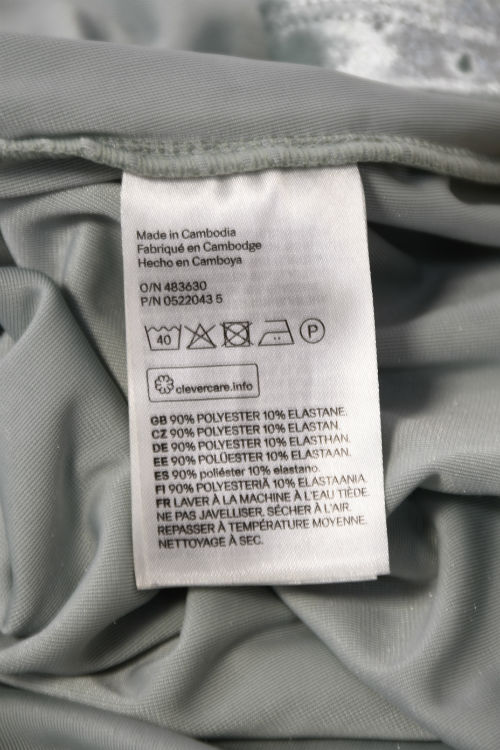 Made in Cambodia
Fabriqué en Cambodge
Hecho en Camboya
O/N 483630
P/N 0522043 5
40 P
clevercare.info
GB 90% POLYESTER 10% ELASTANE.
CZ 90% POLYESTER 10% ELASTAN.
DE 90% POLYESTER 10% ELASTHAN.
EE 90% POLÜESTER 10% ELASTAAN.
ES 90% poliéster 10% elastano.
FI 90% POLYESTERIÄ 10% ELASTAANIA.
FR LAVER À LA MACHINE À L'EAU TIÈDE.
NE PAS JAVELLISER. SÉCHER À L'AIR.
REPASSER À TEMPÉRATURE MOYENNE.
NETTOYAGE À SEC.